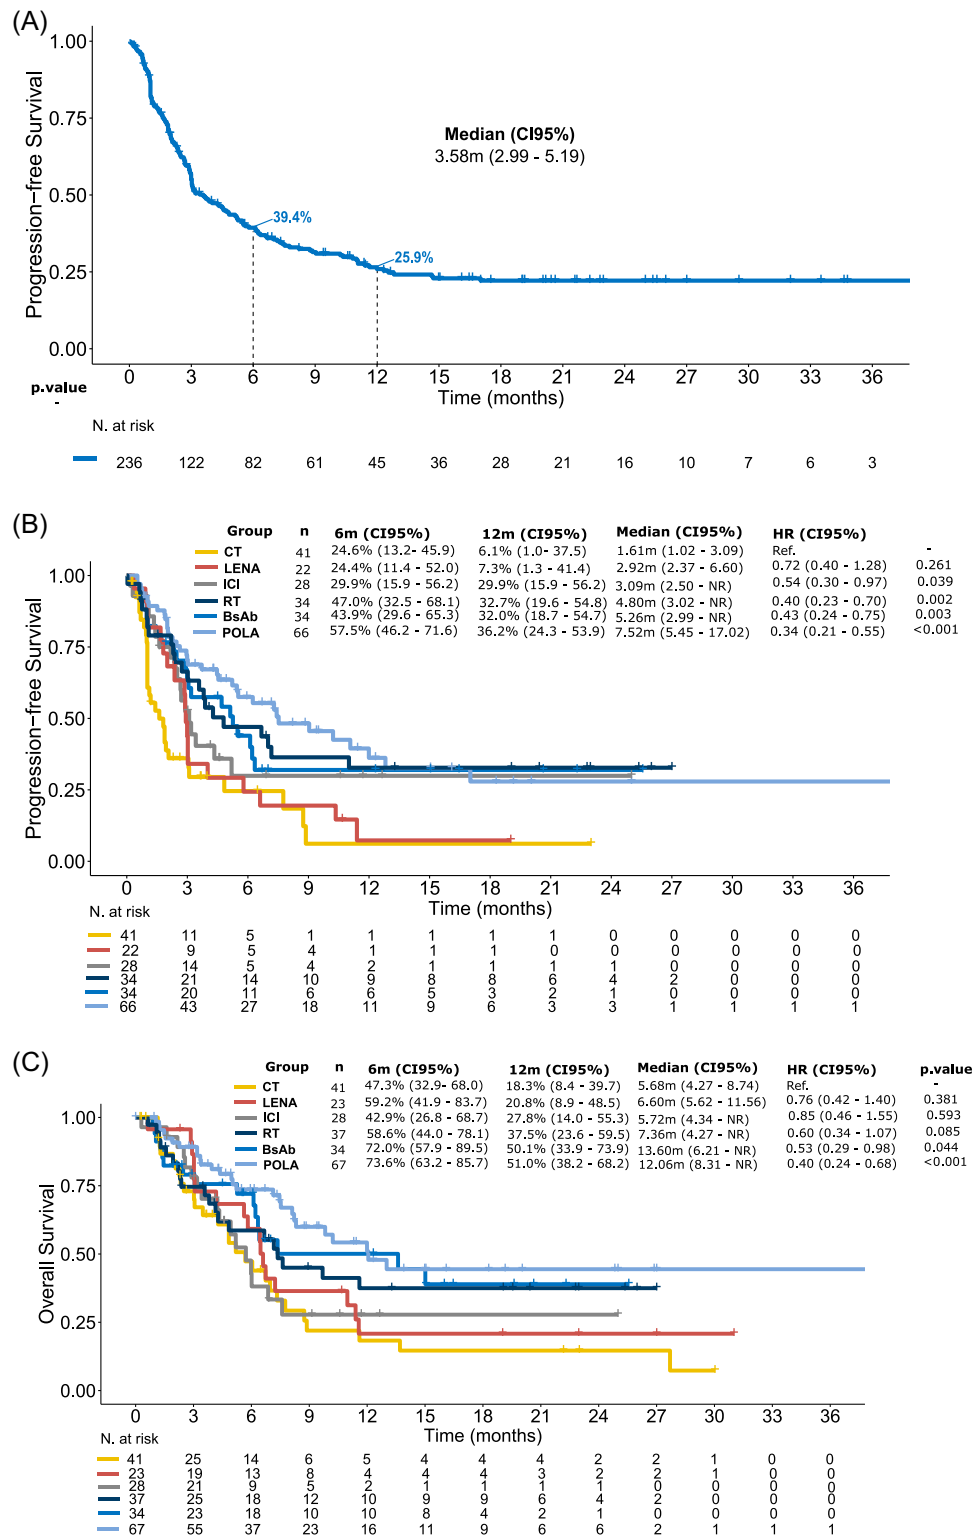 (A)
1.00
0.75
0.50
0.25
0.00
Progression-free Survival
Median (CI95%)
3.58m (2.99 - 5.19)
39.4%
25.9%
0 3 6 9 12 15 18 21 24 27 30 33 36
Time (months)
p.value
-
N. at risk
236 122 82 61 45 36 28 21 16 10 7 6 3
(B)
Group n 6m (CI95%) 12m (CI95%) Median (CI95%) HR (CI95%)
CT 41 24.6% (13.2 - 45.9) 6.1% (1.0 - 37.5) 1.61m (1.02 - 3.09) Ref. -
LENA 22 24.4% (11.4 - 52.0) 7.3% (1.3 - 41.4) 2.92m (2.37 - 6.60) 0.72 (0.40 - 1.28) 0.261
ICI 28 29.9% (15.9 - 56.2) 29.9% (15.9 - 56.2) 3.09m (2.50 - NR) 0.54 (0.30 - 0.97) 0.039
RT 34 47.0% (32.5 - 68.1) 32.7% (19.6 - 54.8) 4.80m (3.02 - NR) 0.40 (0.23 - 0.70) 0.002
BsAb 34 43.9% (29.6 - 65.3) 32.0% (18.7 - 54.7) 5.26m (2.99 - NR) 0.43 (0.24 - 0.75) 0.003
POLA 66 57.5% (46.2 - 71.6) 36.2% (24.3 - 53.9) 7.52m (5.45 - 17.02) 0.34 (0.21 - 0.55) <0.001
1.00
0.75
0.50
0.25
0.00
Progression-free Survival
0 3 6 9 12 15 18 21 24 27 30 33 36
Time (months)
N. at risk
41 11 5 1 1 1 1 1 0 0 0 0 0
22 9 5 4 1 1 1 0 0 0 0 0 0
28 14 5 4 2 1 1 1 1 0 0 0 0
34 21 14 10 9 8 8 6 4 2 0 0 0
34 20 11 6 6 5 3 2 1 0 0 0 0
66 43 27 18 11 9 6 3 3 1 1 1 1
(C)
Group n 6m (CI95%) 12m (CI95%) Median (CI95%) HR (CI95%) p.value
CT 41 47.3% (32.9- 68.0) 18.3% (8.4 - 39.7) 5.68m (4.27 - 8.74) Ref. -
LENA 23 59.2% (41.9 - 83.7) 20.8% (8.9 - 48.5) 6.60m (5.62 - 11.56) 0.76 (0.42 - 1.40) 0.381
ICI 28 42.9% (26.8 - 68.7) 27.8% (14.0 - 55.3) 5.72m (4.34 - NR) 0.85 (0.46 - 1.55) 0.593
RT 37 58.6% (44.0 - 78.1) 37.5% (23.6 - 59.5) 7.36m (4.27 - NR) 0.60 (0.34 - 1.07) 0.085
BsAb 34 72.0% (57.9 - 89.5) 50.1% (33.9 - 73.9) 13.60m (6.21 - NR) 0.53 (0.29 - 0.98) 0.044
POLA 67 73.6% (63.2 - 85.7) 51.0% (38.2 - 68.2) 12.06m (8.31 - NR) 0.40 (0.24 - 0.68) <0.001
1.00
0.75
0.50
0.25
0.00
Overall Survival
0 3 6 9 12 15 18 21 24 27 30 33 36
Time (months)
N. at risk
41 25 14 6 5 4 4 4 2 2 1 0 0
23 19 13 8 4 4 4 3 2 2 1 0 0
28 21 9 5 2 1 1 1 1 0 0 0 0
37 25 18 12 10 9 9 6 4 2 0 0 0
34 23 18 10 10 8 4 2 1 0 0 0 0
67 55 37 23 16 11 9 6 6 2 1 1 1